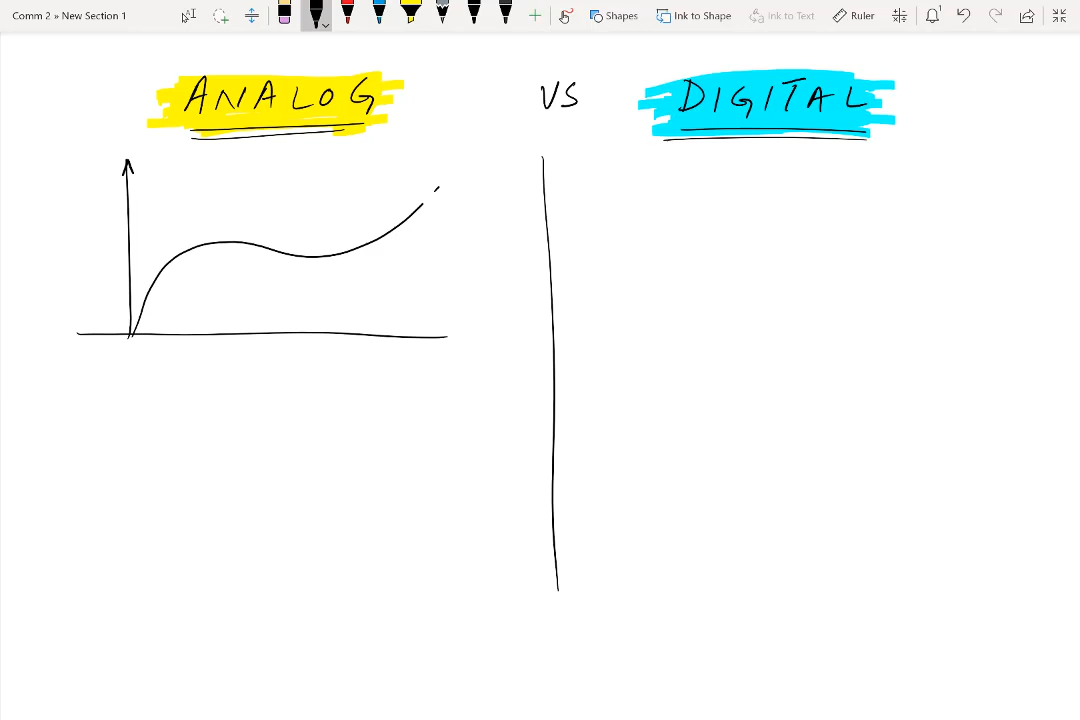 Comm 2 » New Section 1
Shapes
Ink to Shape
Ink to Text
Ruler
ANALOG VS DIGITAL